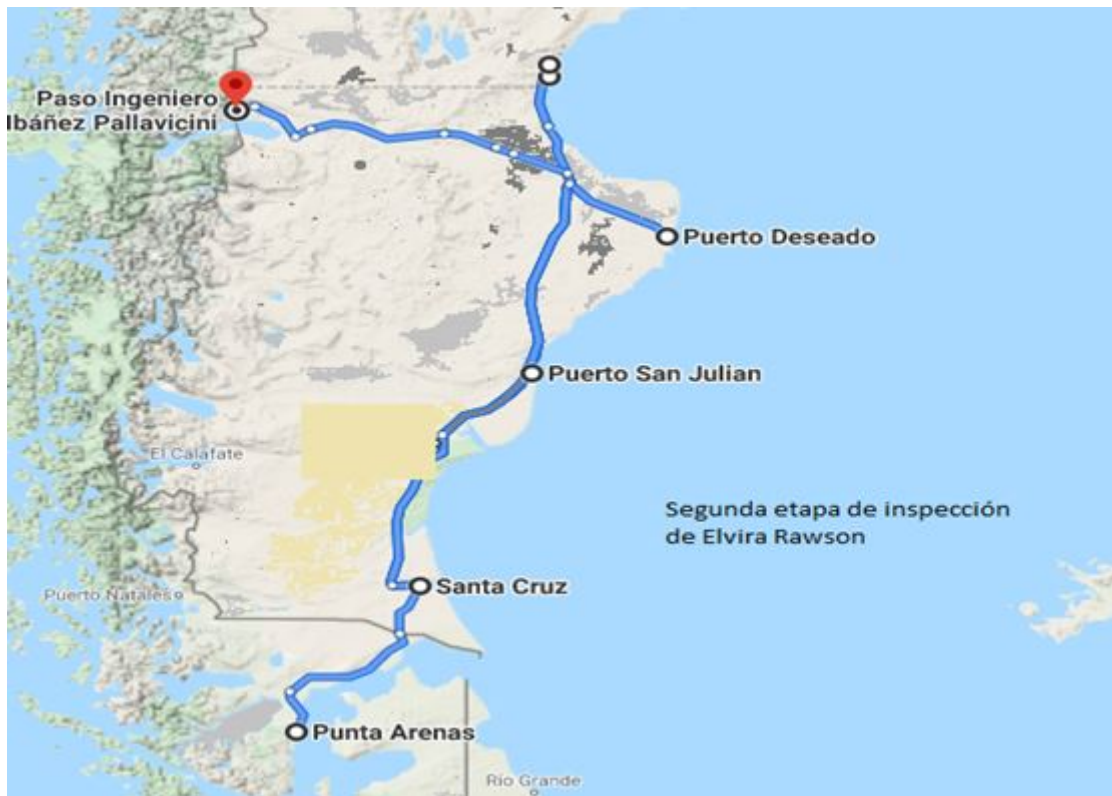 Paso Ingeniero
Ibáñez Pallavicini
Puerto Deseado
Puerto San Julian
El Calafate
Segunda etapa de inspección
de Elvira Rawson
Santa Cruz
Puerto Natales
Punta Arenas
Río Grande